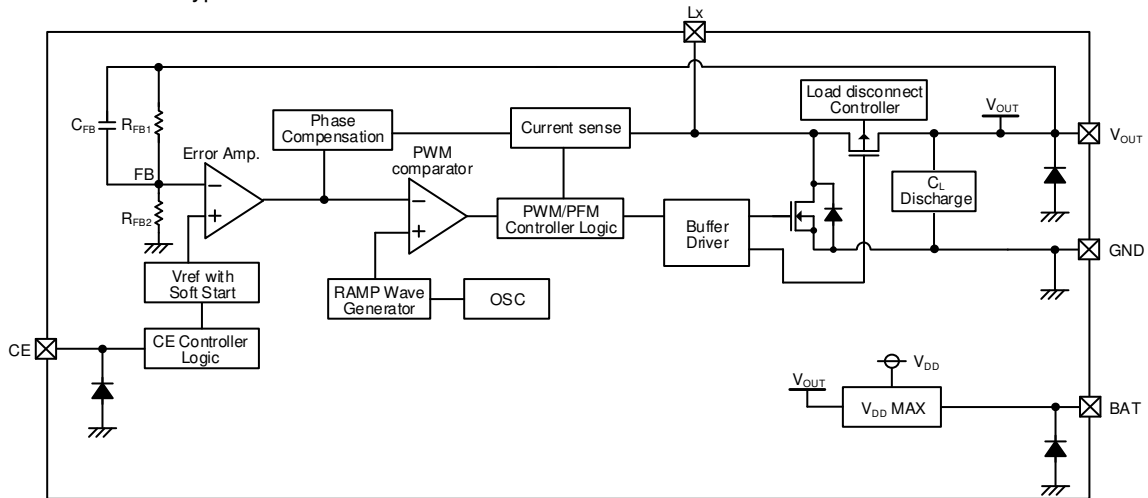 Lx
Load disconnect
Controller
VOUT
VOUT
CFB
RFB1
Phase
Compensation
Current sense
Error Amp.
PWM
comparator
FB
RFB2
CL
Discharge
PWM/PFM
Controller Logic
Buffer
Driver
GND
Vref with
Soft Start
RAMP Wave
Generator
OSC
CE
CE Controller
Logic
VDD
VOUT
VDD MAX
BAT